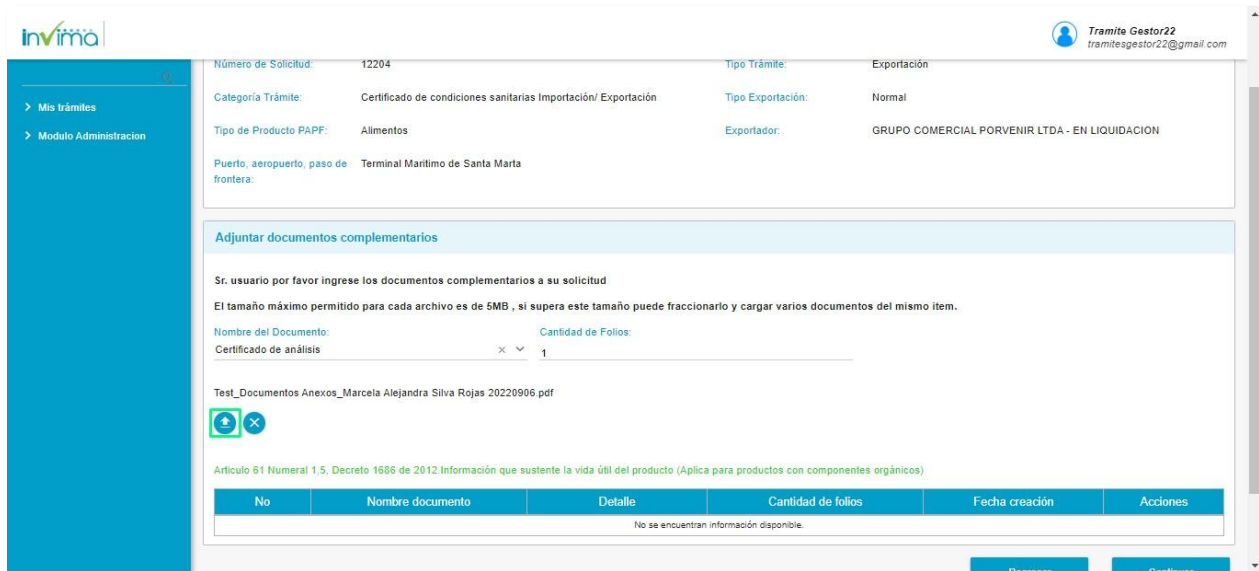 invima
Tramite Gestor22
tramitesgestor22@gmail.com
Mis trámites
Modulo Administracion
Número de Solicitud: 12204 Tipo Trámite: Exportación
Categoría Trámite: Certificado de condiciones sanitarias Importación/ Exportación Tipo Exportación: Normal
Tipo de Producto PAPF: Alimentos Exportador: GRUPO COMERCIAL PORVENIR LTDA - EN LIQUIDACION
Puerto, aeropuerto, paso de Terminal Maritimo de Santa Marta
frontera:
Adjuntar documentos complementarios
Sr. usuario por favor ingrese los documentos complementarios a su solicitud
El tamaño máximo permitido para cada archivo es de 5MB , si supera este tamaño puede fraccionarlo y cargar varios documentos del mismo item.
Nombre del Documento: Cantidad de Folios:
Certificado de análisis 1
Test_Documentos Anexos_Marcela Alejandra Silva Rojas 20220906.pdf
Articulo 61 Numeral 1.5, Decreto 1686 de 2012.Información que sustente la vida útil del producto (Aplica para productos con componentes orgánicos)
No Nombre documento Detalle Cantidad de folios Fecha creación Acciones
No se encuentran información disponible.
Regresar Continuar